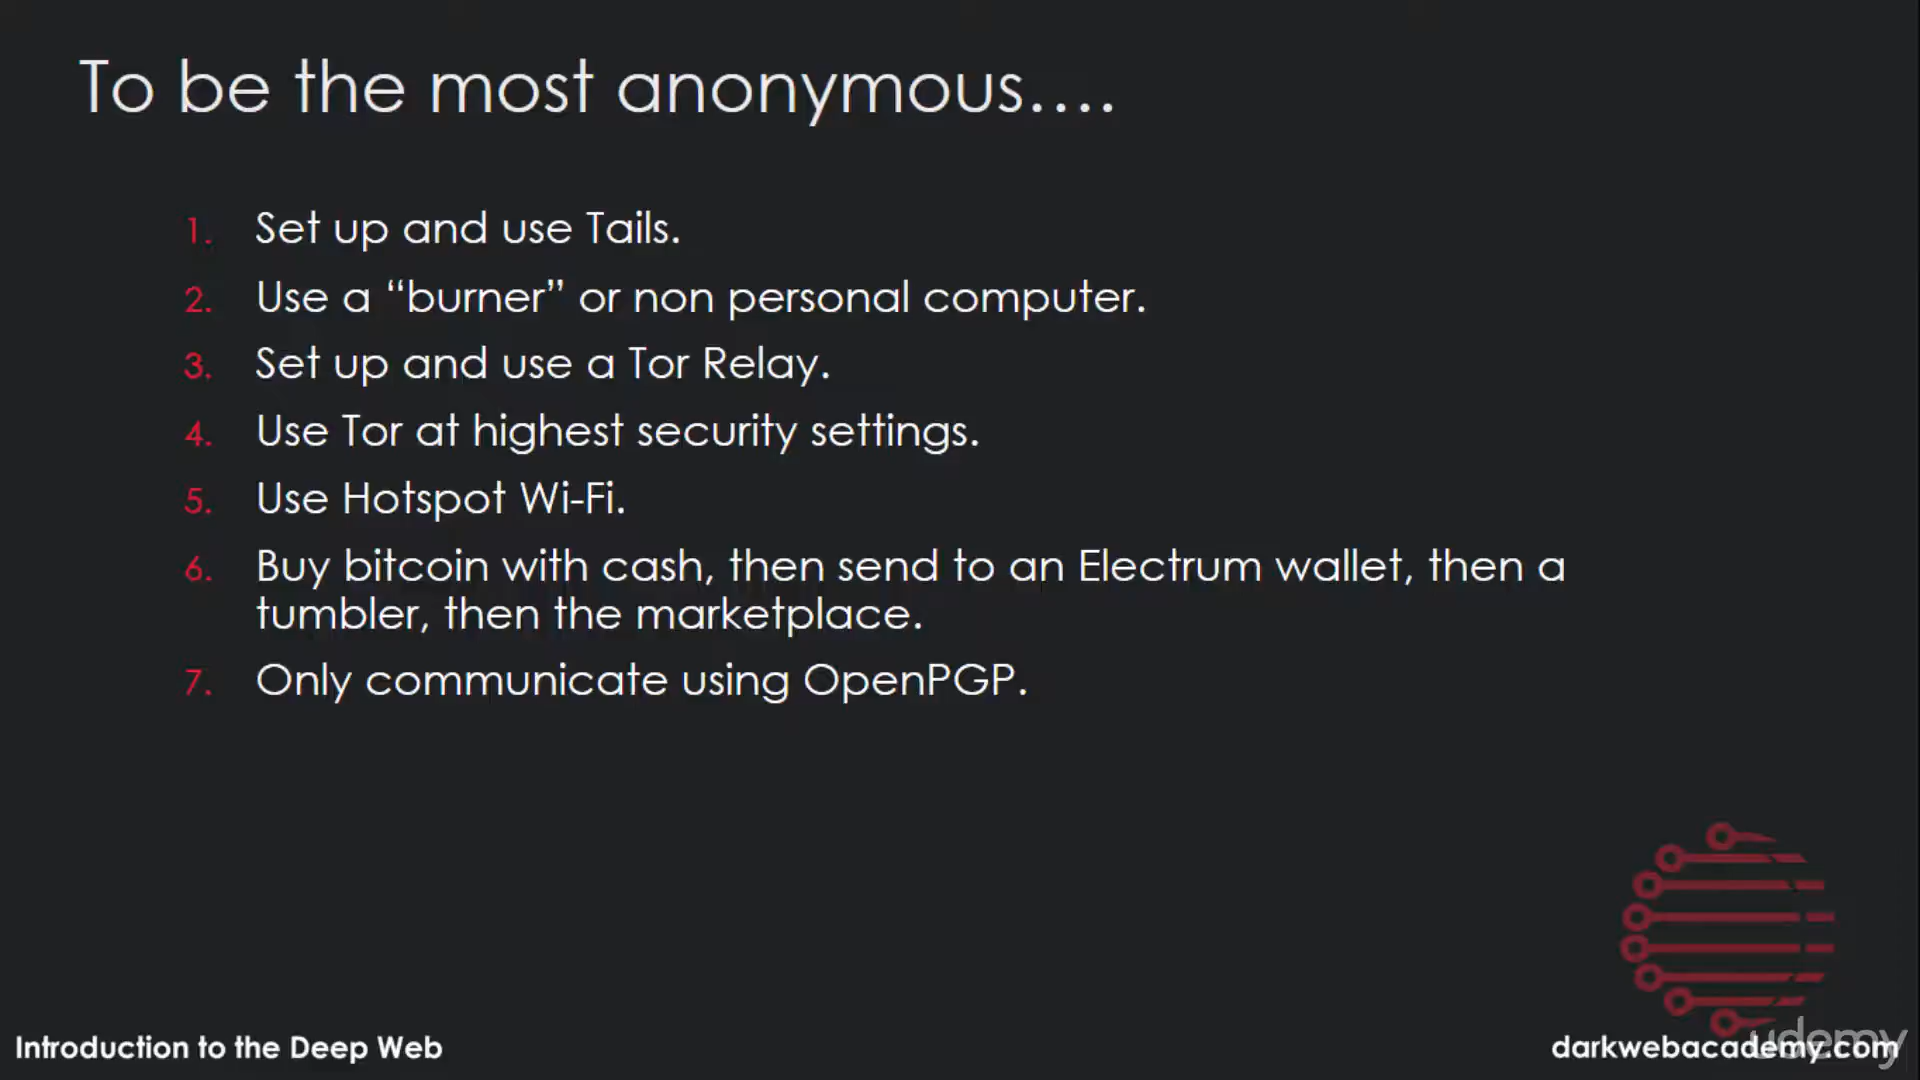 To be the most anonymous....
1. Set up and use Tails.
2. Use a “burner” or non personal computer.
3. Set up and use a Tor Relay.
4. Use Tor at highest security settings.
5. Use Hotspot Wi-Fi.
6. Buy bitcoin with cash, then send to an Electrum wallet, then a
tumbler, then the marketplace.
7. Only communicate using OpenPGP.
Introduction to the Deep Web
darkwebacademy.com
udemy